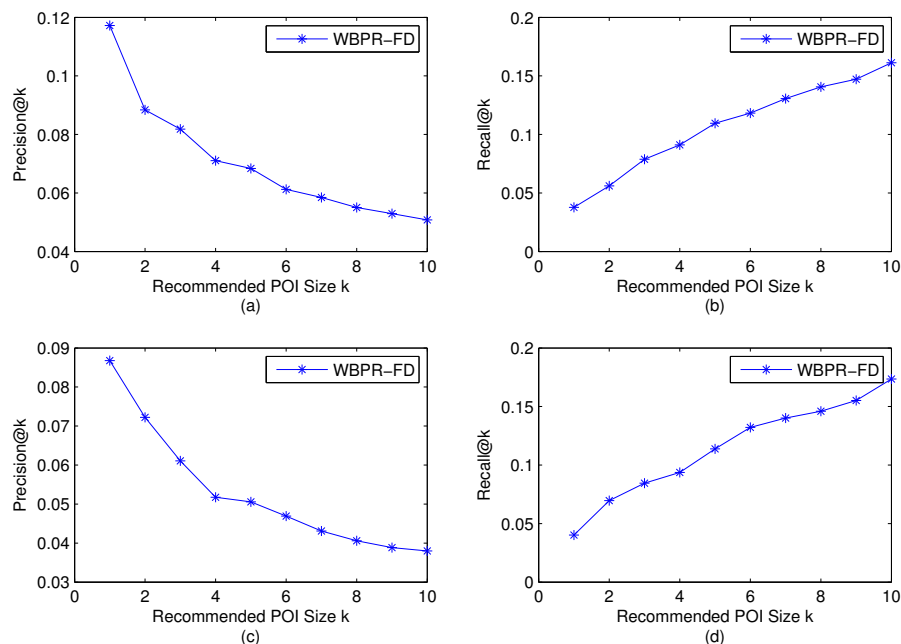 0.12
0.1
0.08
0.06
0.04
Precision@k
WBPR-FD
0 2 4 6 8 10
Recommended POI Size k
(a)
0.2
0.15
0.1
0.05
0
Recall@k
WBPR-FD
0 2 4 6 8 10
Recommended POI Size k
(b)
0.09
0.08
0.07
0.06
0.05
0.04
0.03
Precision@k
WBPR-FD
0 2 4 6 8 10
Recommended POI Size k
(c)
0.2
0.15
0.1
0.05
0
Recall@k
WBPR-FD
0 2 4 6 8 10
Recommended POI Size k
(d)